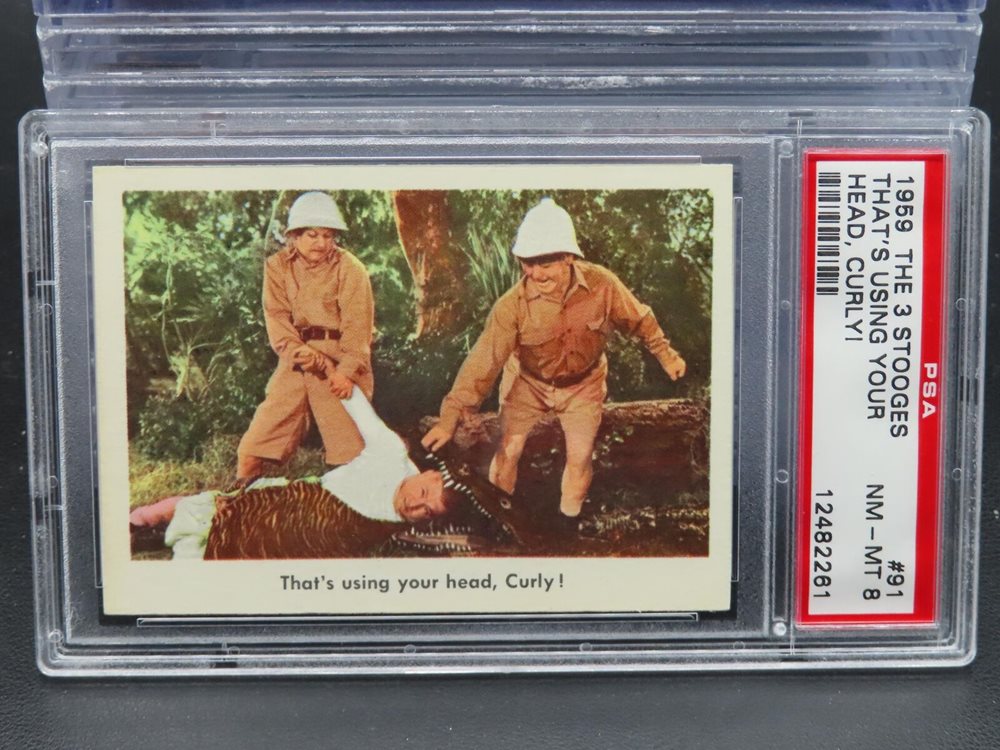 That's using your head, Curly!
PSA
1959 THE 3 STOOGES #91
THAT'S USING YOUR NM-MT 8
HEAD, CURLY! 12482261